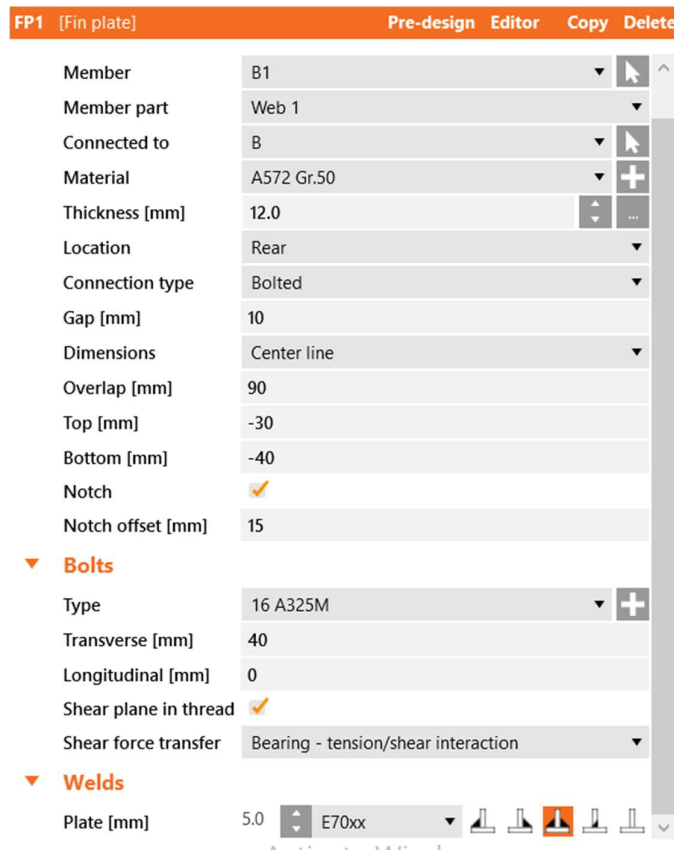 FP1 [Fin plate] Pre-design Editor Copy Delete
Member B1
Member part Web 1
Connected to B
Material A572 Gr.50
Thickness [mm] 12.0 ...
Location Rear
Connection type Bolted
Gap [mm] 10
Dimensions Center line
Overlap [mm] 90
Top [mm] -30
Bottom [mm] -40
Notch
Notch offset [mm] 15
Bolts
Type 16 A325M
Transverse [mm] 40
Longitudinal [mm] 0
Shear plane in thread
Shear force transfer Bearing - tension/shear interaction
Welds
Plate [mm] 5.0 E70xx